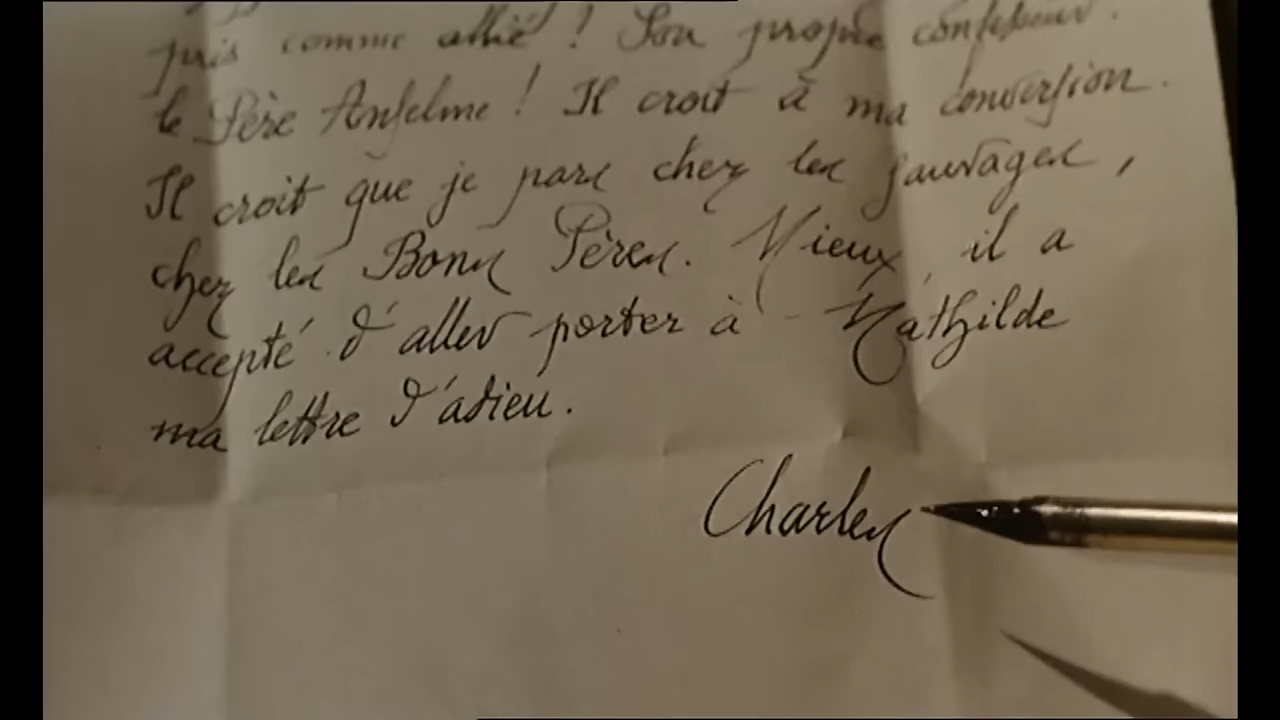 pris comme allié ! Son propre confesseur.
le Père Anselme ! Il croit à ma conversion.
Il croit que je pars chez les sauvages,
chez les Bons Pères. Mieux, il a
accepté d'aller porter à Mathilde
ma lettre d'adieu.
Charles